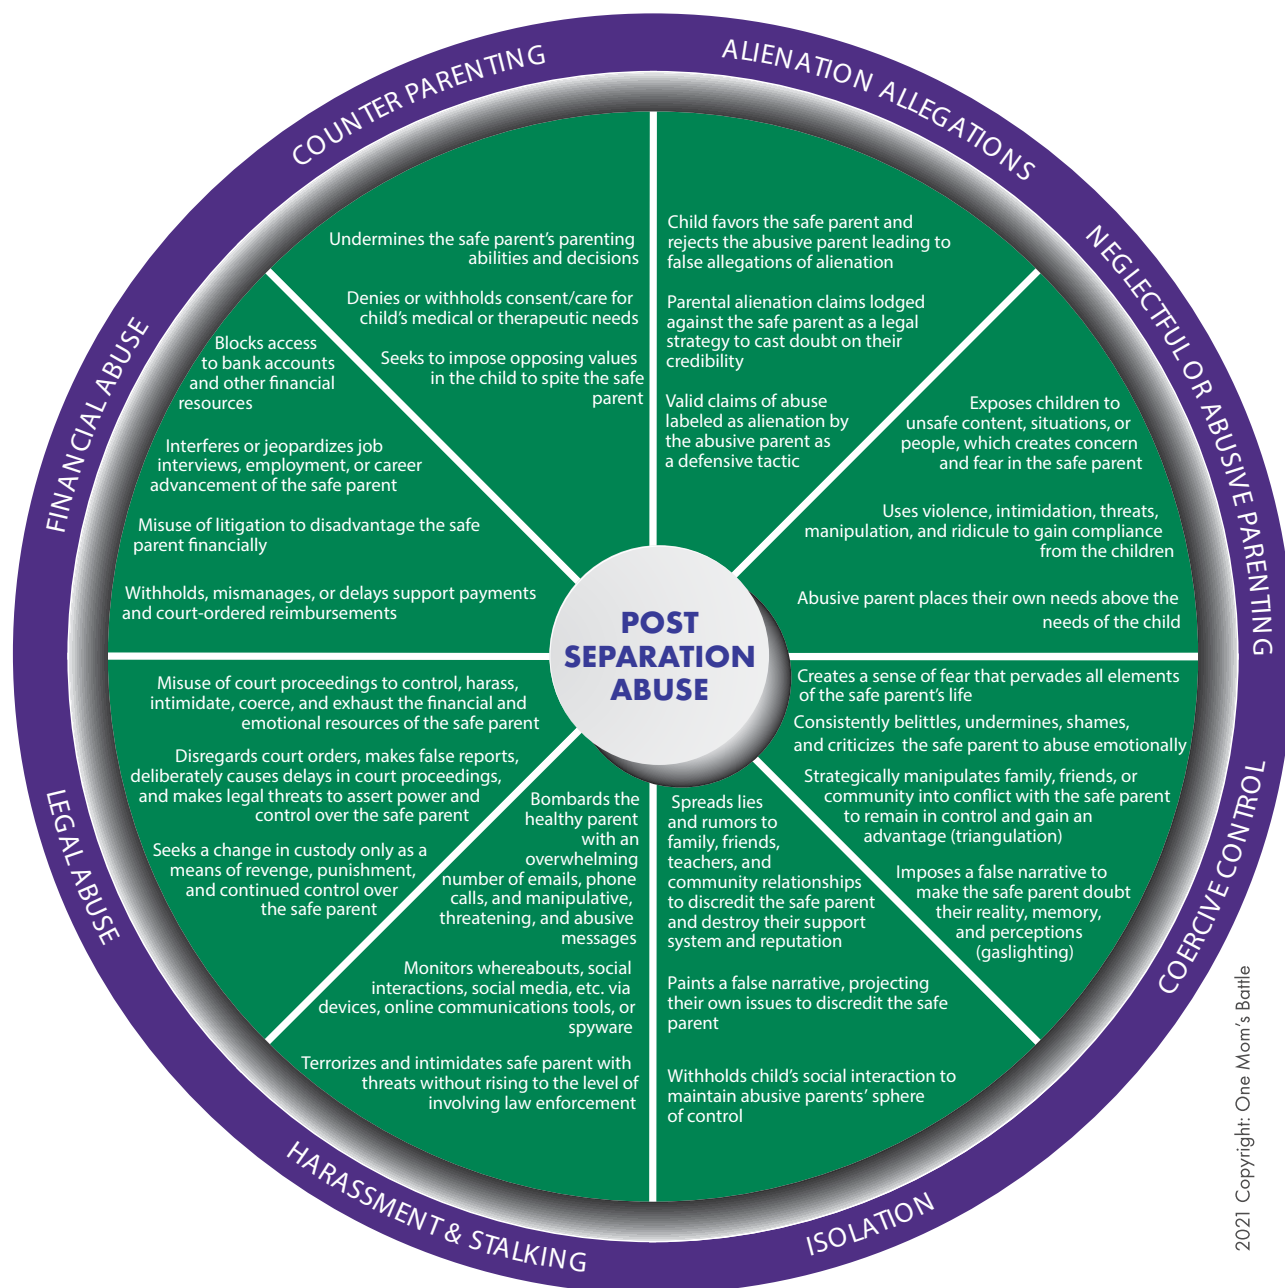 POST
SEPARATION
ABUSE
ALIENATION ALLEGATIONS
Child favors the safe parent and
rejects the abusive parent leading to
false allegations of alienation
Parental alienation claims lodged
against the safe parent as a legal
strategy to cast doubt on their
credibility
Valid claims of abuse
labeled as alienation by
the abusive parent as
a defensive tactic
NEGLECTFUL OR ABUSIVE PARENTING
Exposes children to
unsafe content, situations, or
people, which creates concern
and fear in the safe parent
Uses violence, intimidation, threats,
manipulation, and ridicule to gain compliance
from the children
Abusive parent places their own needs above the
needs of the child
COERCIVE CONTROL
Creates a sense of fear that pervades all elements
of the safe parent's life
Consistently belittles, undermines, shames,
and criticizes the safe parent to abuse emotionally
Strategically manipulates family, friends, or
community into conflict with the safe parent
to remain in control and gain an
advantage (triangulation)
Imposes a false narrative to
make the safe parent doubt
their reality, memory,
and perceptions
(gaslighting)
ISOLATION
Spreads lies
and rumors to
family, friends,
teachers, and
community relationships
to discredit the safe parent
and destroy their support
system and reputation
Paints a false narrative, projecting
their own issues to discredit the safe
parent
Withholds child's social interaction to
maintain abusive parents' sphere
of control
HARASSMENT & STALKING
Bombards the
healthy parent
with an
overwhelming
number of emails, phone
calls, and manipulative,
threatening, and abusive
messages
Monitors whereabouts, social
interactions, social media, etc. via
devices, online communications tools, or
spyware
Terrorizes and intimidates safe parent with
threats without rising to the level of
involving law enforcement
LEGAL ABUSE
Misuse of court proceedings to control, harass,
intimidate, coerce, and exhaust the financial and
emotional resources of the safe parent
Disregards court orders, makes false reports,
deliberately causes delays in court proceedings,
and makes legal threats to assert power and
control over the safe parent
Seeks a change in custody only as a
means of revenge, punishment,
and continued control over
the safe parent
FINANCIAL ABUSE
Blocks access
to bank accounts
and other financial
resources
Interferes or jeopardizes job
interviews, employment, or career
advancement of the safe parent
Misuse of litigation to disadvantage the safe
parent financially
Withholds, mismanages, or delays support payments
and court-ordered reimbursements
COUNTER PARENTING
Undermines the safe parent's parenting
abilities and decisions
Denies or withholds consent/care for
child's medical or therapeutic needs
Seeks to impose opposing values
in the child to spite the safe
parent
2021 Copyright: One Mom's Battle